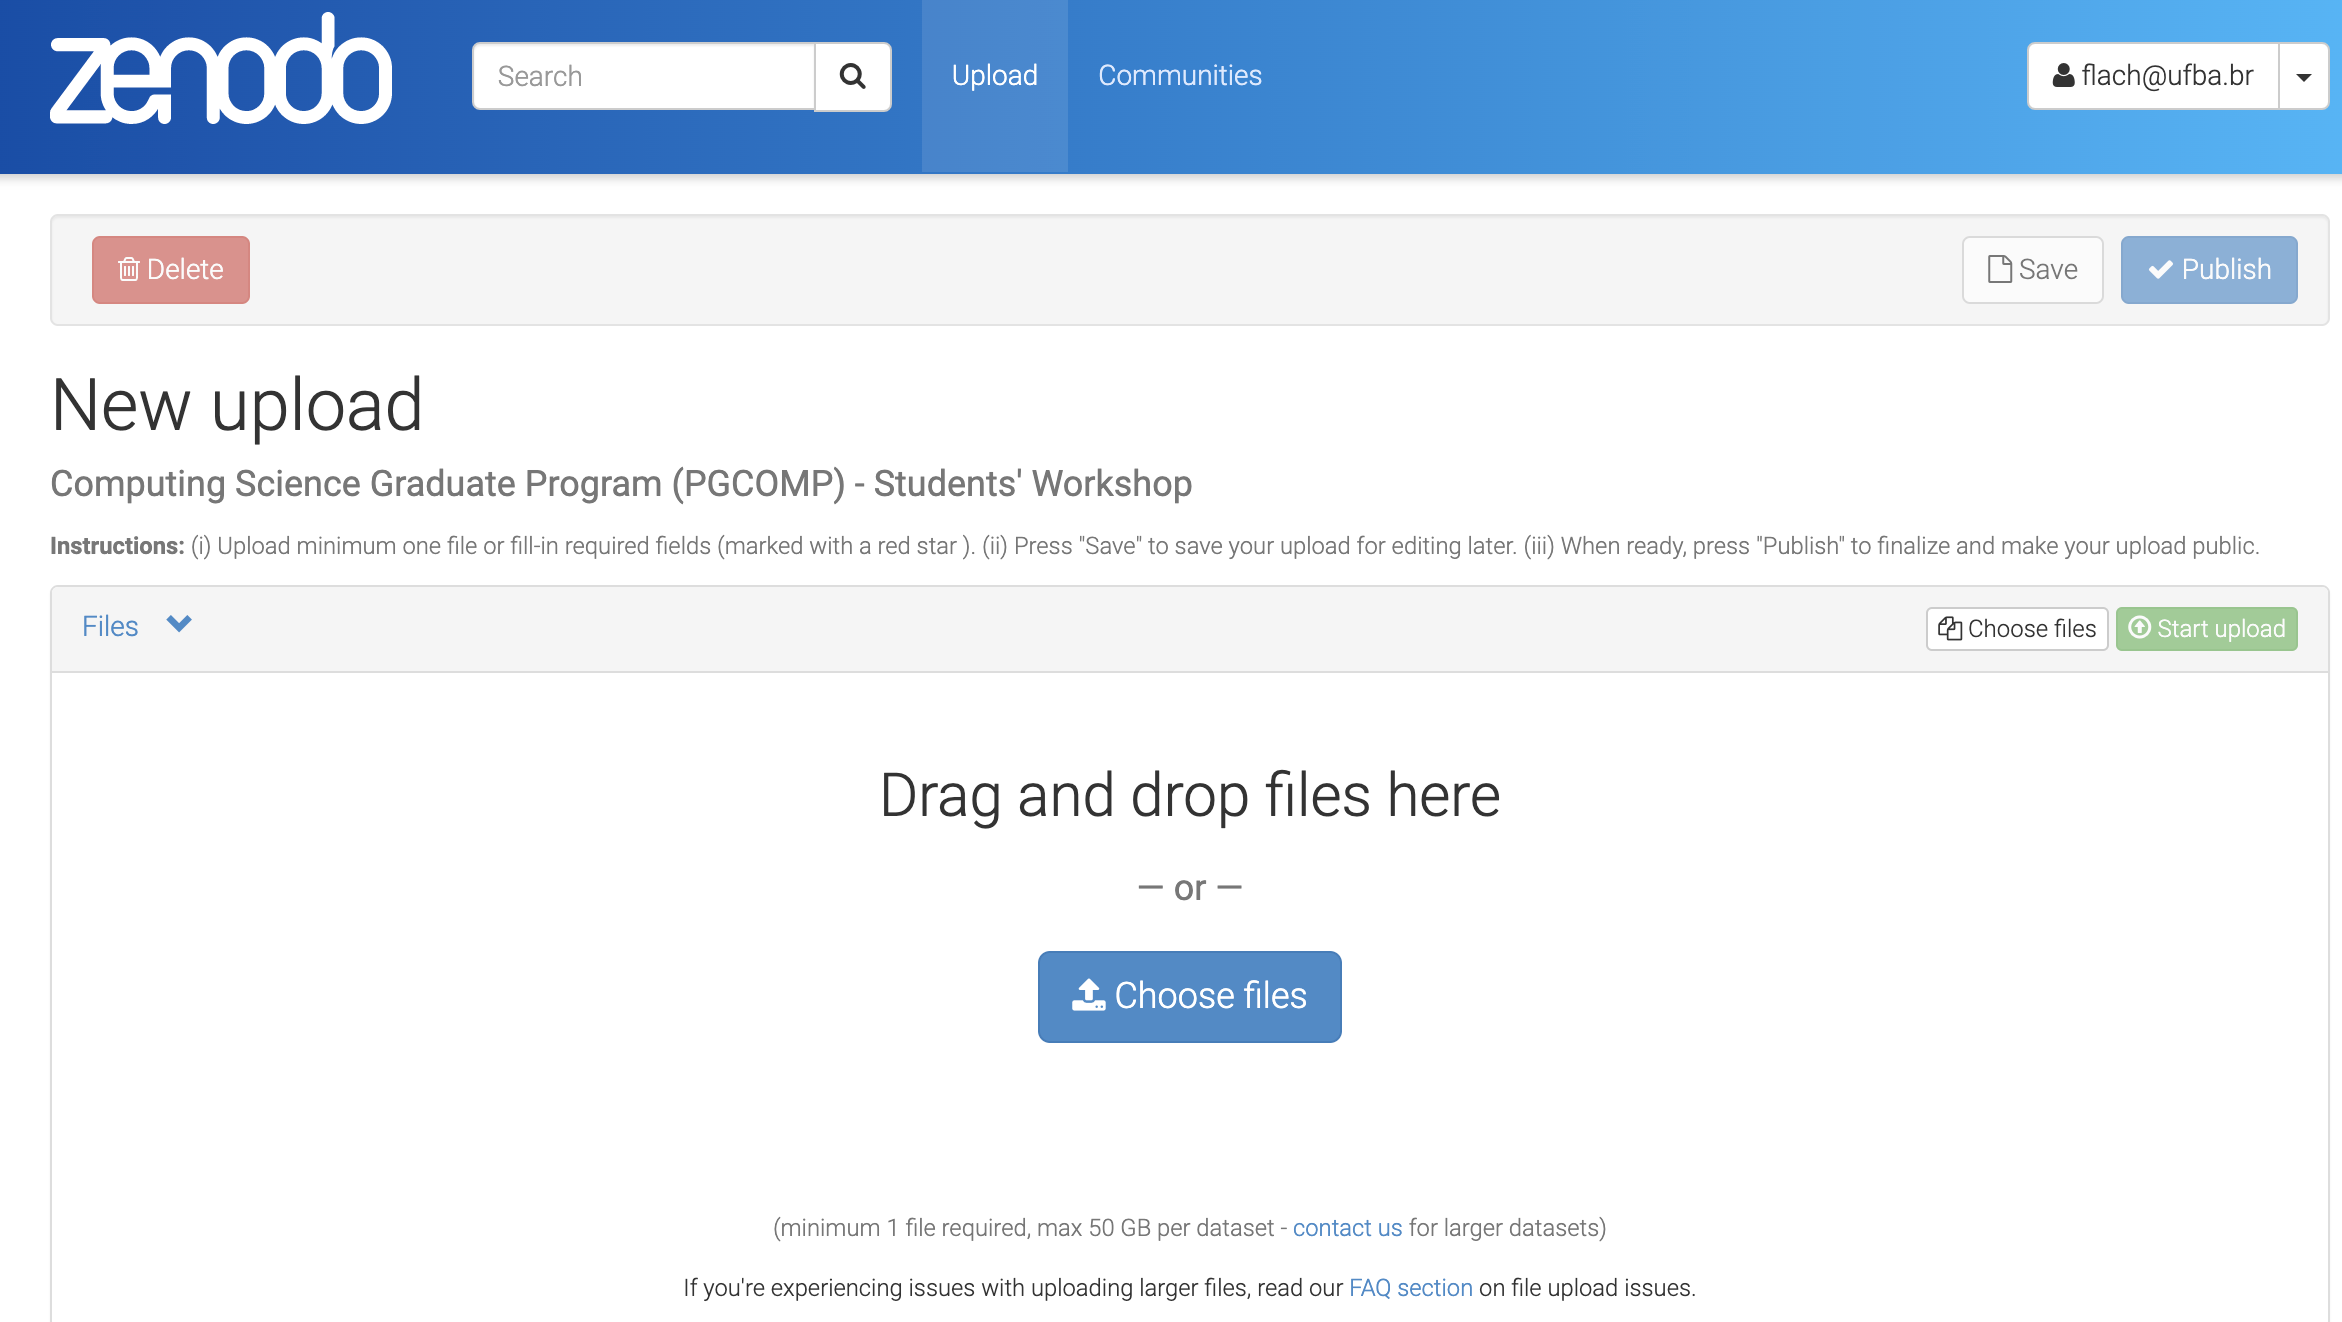 zenodo
Search
Upload
Communities
flach@ufba.br
Delete
Save
Publish
New upload
Computing Science Graduate Program (PGCOMP) - Students' Workshop
Instructions: (i) Upload minimum one file or fill-in required fields (marked with a red star ). (ii) Press "Save" to save your upload for editing later. (iii) When ready, press "Publish" to finalize and make your upload public.
Files
Choose files
Start upload
Drag and drop files here
— or —
Choose files
(minimum 1 file required, max 50 GB per dataset - contact us for larger datasets)
If you're experiencing issues with uploading larger files, read our FAQ section on file upload issues.